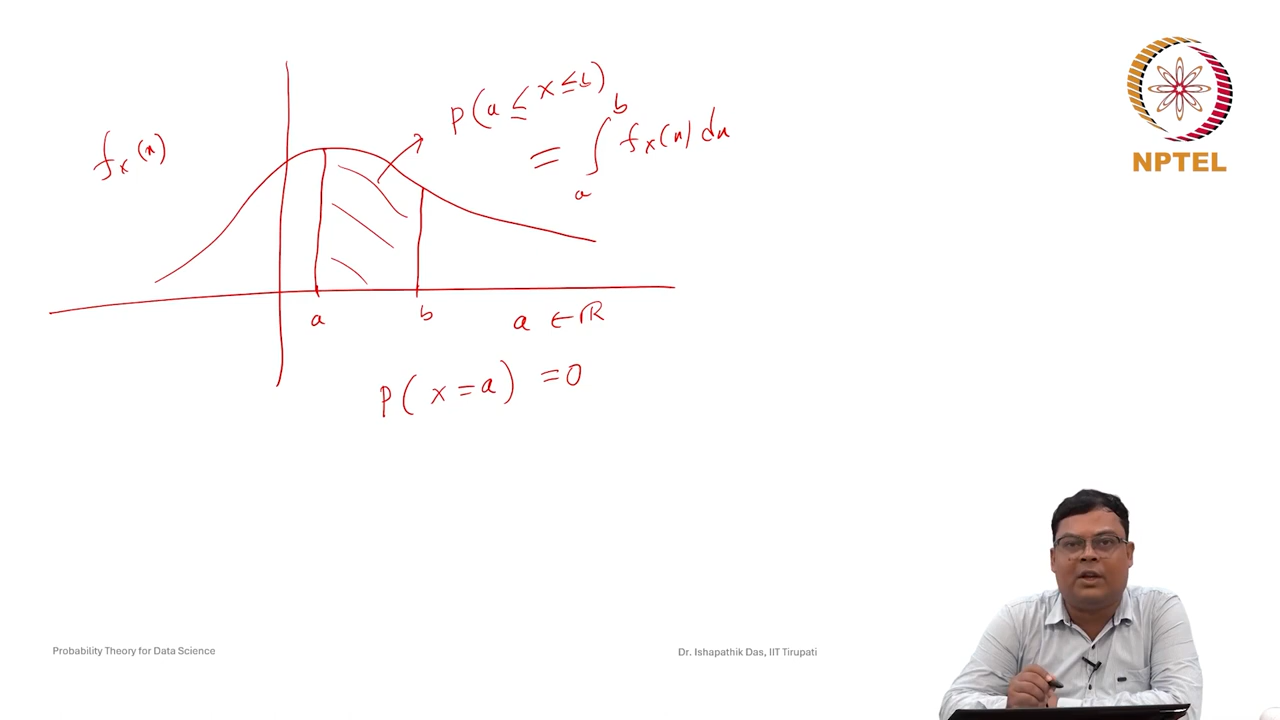 f_X(x)
P(a ≤ X ≤ b)
= ∫_a^b f_X(x) dx
NPTEL
a b
a ∈ ℝ
P(X = a) = 0
Probability Theory for Data Science
Dr. Ishapathik Das, IIT Tirupati